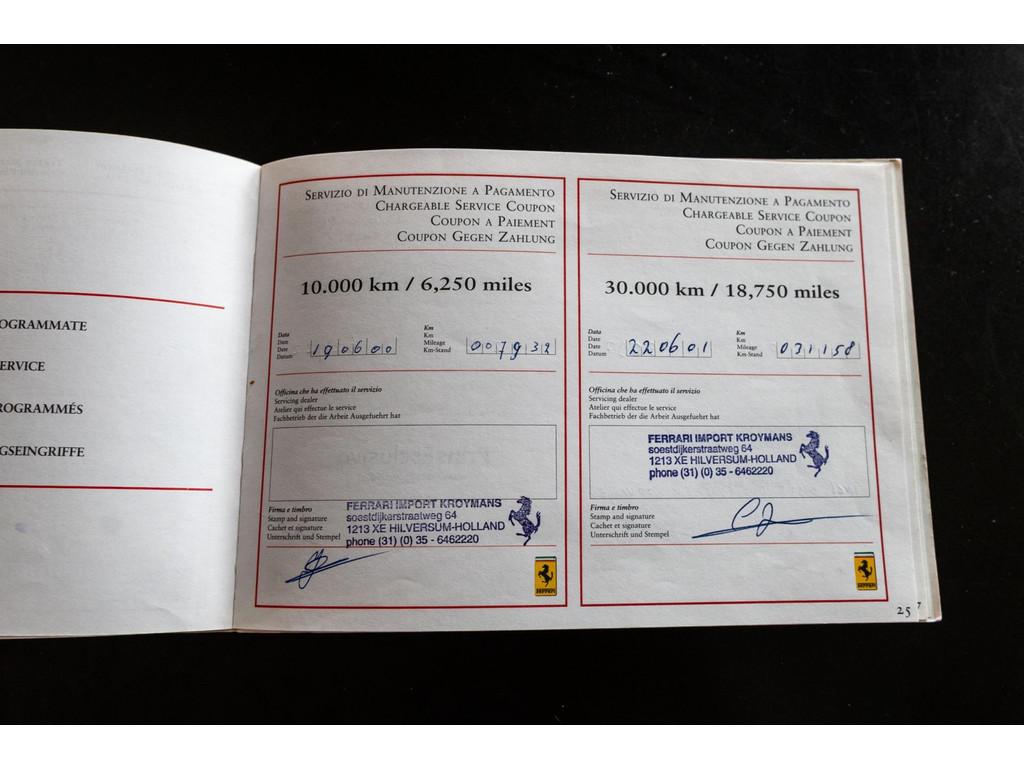 OGRAMMATE
ERVICE
ROGRAMMÉS
GSEINGRIFFE
SERVIZIO DI MANUTENZIONE A PAGAMENTO
CHARGEABLE SERVICE COUPON
COUPON A PAIEMENT
COUPON GEGEN ZAHLUNG
10.000 km / 6,250 miles
Data
Date
Date
Datum
190600
Km
Km
Mileage
Km-Stand
007932
Officina che ha effettuato il servizio
Servicing dealer
Atelier qui effectue le service
Fachbetrieb der die Arbeit Ausgefuehrt hat
Firma e timbro
Stamp and signature
Cachet et signature
Unterschrift und Stempel
FERRARI IMPORT KROYMANS
soestdijkerstraatweg 64
1213 XE HILVERSUM-HOLLAND
phone (31) (0) 35 - 6462220
FERRARI
SERVIZIO DI MANUTENZIONE A PAGAMENTO
CHARGEABLE SERVICE COUPON
COUPON A PAIEMENT
COUPON GEGEN ZAHLUNG
30.000 km / 18,750 miles
Data
Date
Date
Datum
220601
Km
Km
Mileage
Km-Stand
031158
Officina che ha effettuato il servizio
Servicing dealer
Atelier qui effectue le service
Fachbetrieb der die Arbeit Ausgefuehrt hat
FERRARI IMPORT KROYMANS
soestdijkerstraatweg 64
1213 XE HILVERSUM-HOLLAND
phone (31) (0) 35 - 6462220
Firma e timbro
Stamp and signature
Cachet et signature
Unterschrift und Stempel
FERRARI
25
7